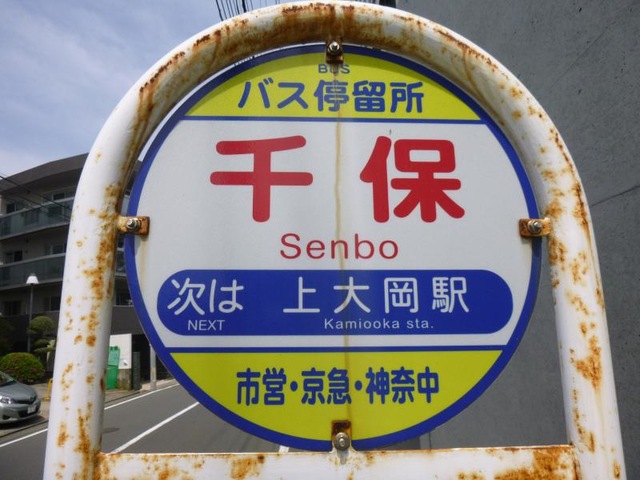 BUS
バス停留所
千保
Senbo
次は 上大岡駅
NEXT Kamiooka sta.
市営・京急・神奈中